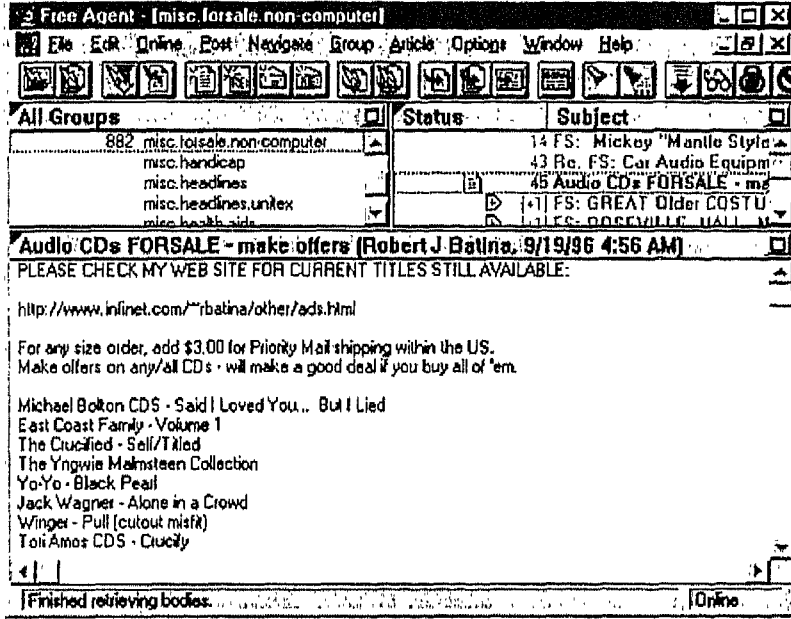 Free Agent - [misc.forsale.non-computer]
File Edit Online Post Navigate Group Article Options Window Help
All Groups
882 misc.forsale.non-computer
misc.handicap
misc.headlines
misc.headlines.unitex
misc.health.aids
Status Subject
14 FS: Mickey "Mantle Style
43 Re. FS: Car Audio Equipm
45 Audio CDs FORSALE - ma
[+1] FS: GREAT Older COSTU
[+1] FS: ROSEVILLE, HALL, M
Audio CDs FORSALE - make offers (Robert J Batina, 9/19/96 4:56 AM)
PLEASE CHECK MY WEB SITE FOR CURRENT TITLES STILL AVAILABLE:
http://www.infinet.com/~rbatina/other/ads.html
For any size order, add $3.00 for Priority Mail shipping within the US.
Make offers on any/all CDs - will make a good deal if you buy all of 'em.
Michael Bolton CDS - Said I Loved You... But I Lied
East Coast Family - Volume 1
The Crucified - Self/Titled
The Yngwie Malmsteen Collection
Yo-Yo - Black Pearl
Jack Wagner - Alone in a Crowd
Winger - Pull (cutout misfit)
Tori Amos CDS - Crucify
Finished retrieving bodies. Online